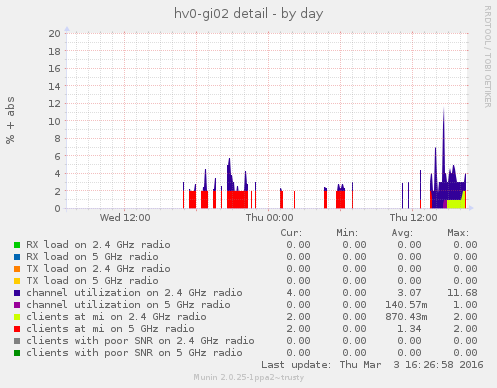 hv0-gi02 detail - by day
RRDTOOL / TOBI OETIKER
% + abs
20
18
16
14
12
10
8
6
4
2
0
Wed 12:00 Thu 00:00 Thu 12:00
Cur: Min: Avg: Max:
RX load on 2.4 GHz radio 0.00 0.00 0.00 0.00
RX load on 5 GHz radio 0.00 0.00 0.00 0.00
TX load on 2.4 GHz radio 0.00 0.00 0.00 0.00
TX load on 5 GHz radio 0.00 0.00 0.00 0.00
channel utilization on 2.4 GHz radio 4.00 0.00 3.07 11.68
channel utilization on 5 GHz radio 0.00 0.00 140.57m 1.00
clients at mi on 2.4 GHz radio 2.00 0.00 870.43m 2.00
clients at mi on 5 GHz radio 2.00 0.00 1.34 2.00
clients with poor SNR on 2.4 GHz radio 0.00 0.00 0.00 0.00
clients with poor SNR on 5 GHz radio 0.00 0.00 0.00 0.00
Last update: Thu Mar 3 16:26:58 2016
Munin 2.0.25-1ppa2~trusty